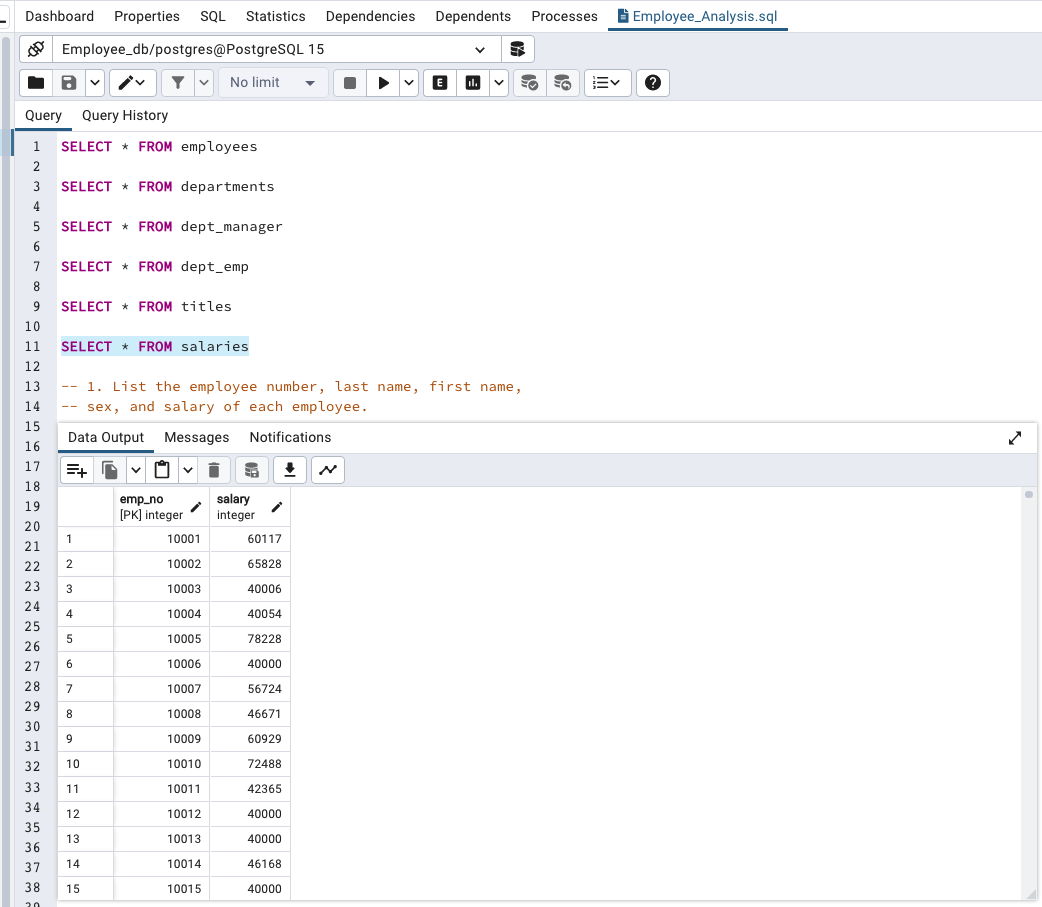 Dashboard Properties SQL Statistics Dependencies Dependents Processes Employee_Analysis.sql
Employee_db/postgres@PostgreSQL 15
No limit E ?
Query Query History
1 SELECT * FROM employees
2
3 SELECT * FROM departments
4
5 SELECT * FROM dept_manager
6
7 SELECT * FROM dept_emp
8
9 SELECT * FROM titles
10
11 SELECT * FROM salaries
12
13 -- 1. List the employee number, last name, first name,
14 -- sex, and salary of each employee.
15
16
17
18
19
20
21
22
23
24
25
26
27
28
29
30
31
32
33
34
35
36
37
38
39
Data Output Messages Notifications
emp_no salary
[PK] integer integer
1 10001 60117
2 10002 65828
3 10003 40006
4 10004 40054
5 10005 78228
6 10006 40000
7 10007 56724
8 10008 46671
9 10009 60929
10 10010 72488
11 10011 42365
12 10012 40000
13 10013 40000
14 10014 46168
15 10015 40000